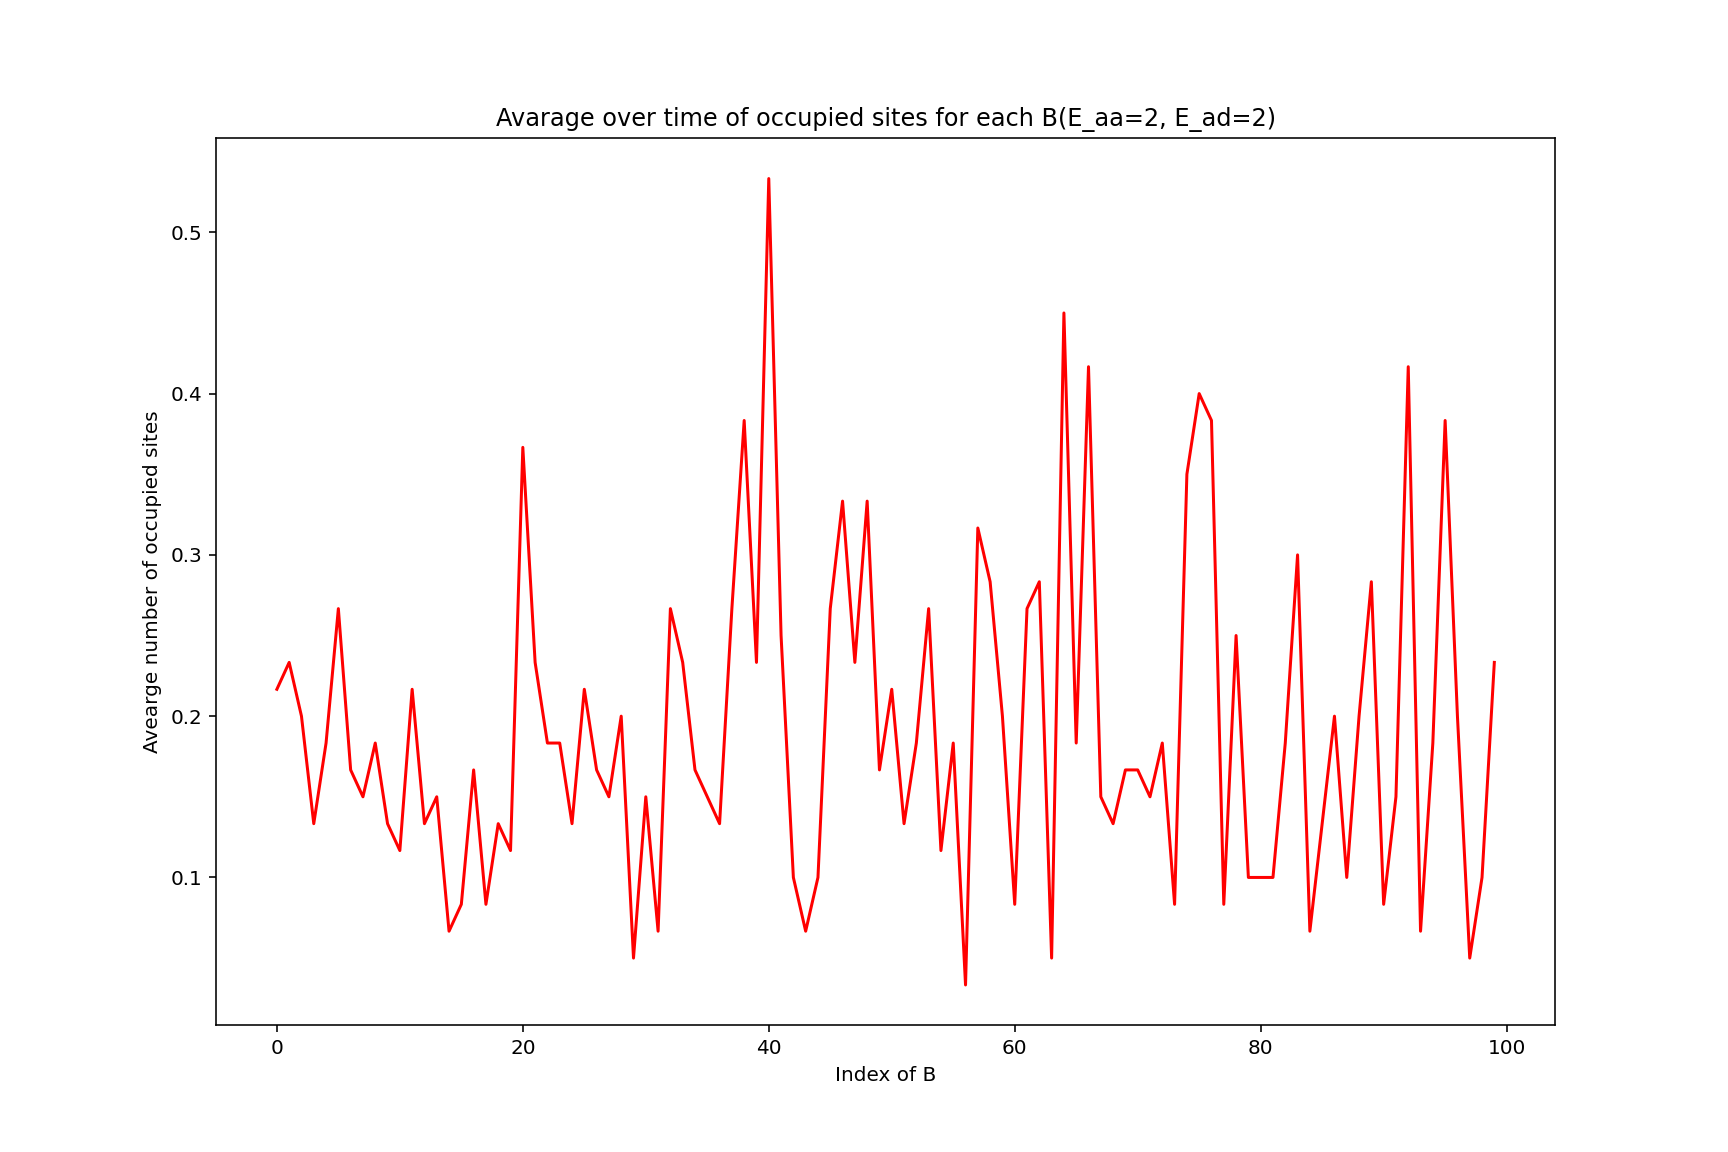 Avarage over time of occupied sites for each B(E_aa=2, E_ad=2)
Avearge number of occupied sites
0.5
0.4
0.3
0.2
0.1
0 20 40 60 80 100
Index of B